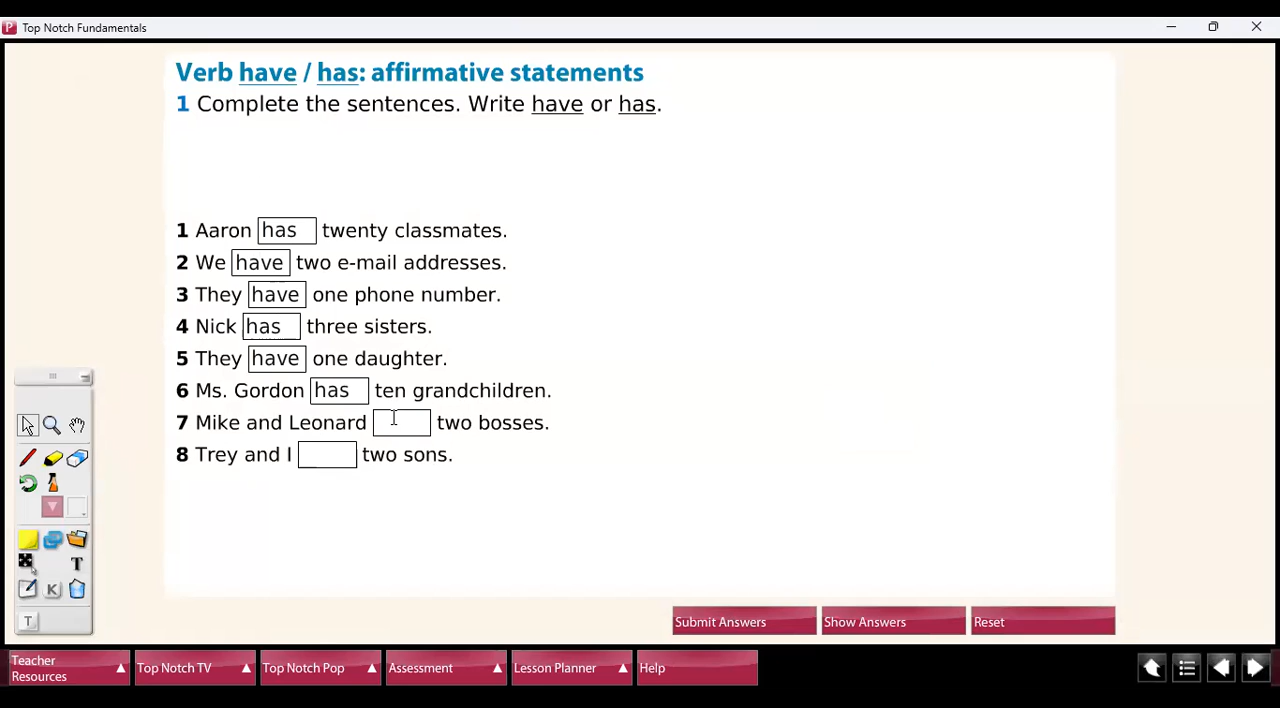 Top Notch Fundamentals
Verb have / has: affirmative statements
1 Complete the sentences. Write have or has.
1 Aaron has twenty classmates.
2 We have two e-mail addresses.
3 They have one phone number.
4 Nick has three sisters.
5 They have one daughter.
6 Ms. Gordon has ten grandchildren.
7 Mike and Leonard two bosses.
8 Trey and I two sons.
T
K
T
Submit Answers Show Answers Reset
Teacher Resources Top Notch TV Top Notch Pop Assessment Lesson Planner Help